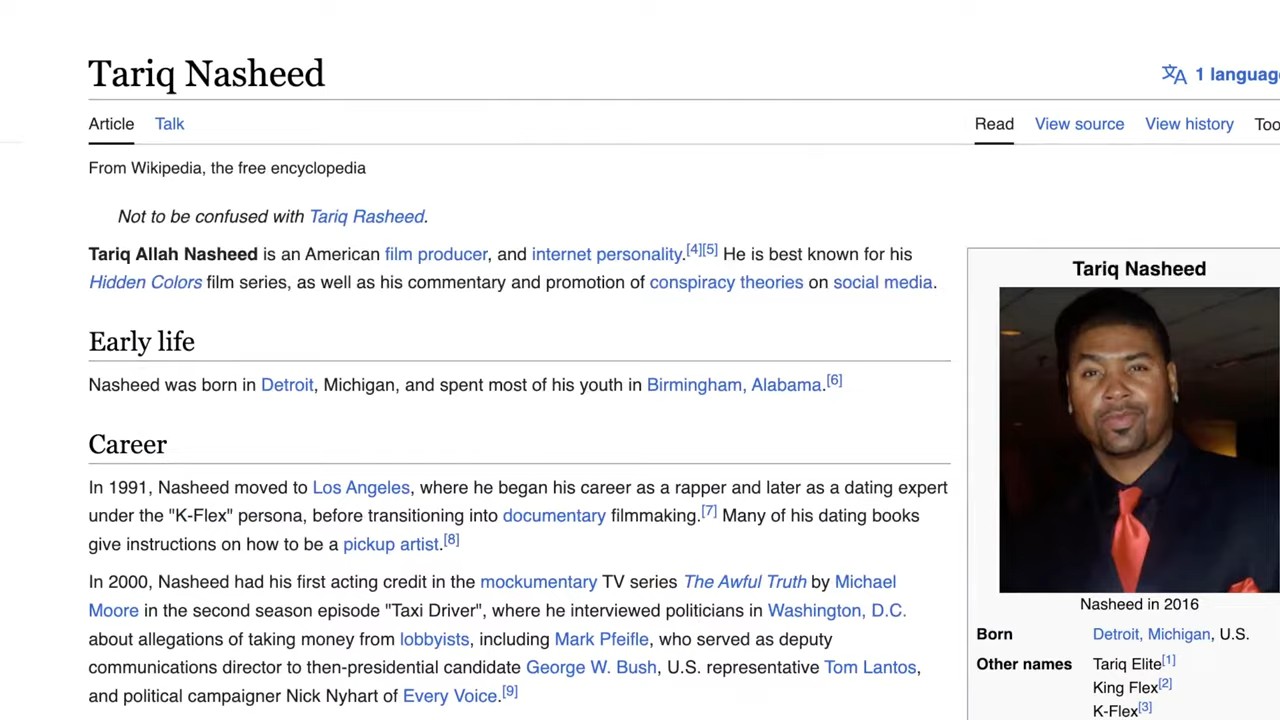 Tariq Nasheed
1 languag
Article Talk
Read View source View history Too
From Wikipedia, the free encyclopedia
Not to be confused with Tariq Rasheed.
Tariq Allah Nasheed is an American film producer, and internet personality.[4][5] He is best known for his
Hidden Colors film series, as well as his commentary and promotion of conspiracy theories on social media.
Early life
Nasheed was born in Detroit, Michigan, and spent most of his youth in Birmingham, Alabama.[6]
Career
In 1991, Nasheed moved to Los Angeles, where he began his career as a rapper and later as a dating expert
under the "K-Flex" persona, before transitioning into documentary filmmaking.[7] Many of his dating books
give instructions on how to be a pickup artist.[8]
In 2000, Nasheed had his first acting credit in the mockumentary TV series The Awful Truth by Michael
Moore in the second season episode "Taxi Driver", where he interviewed politicians in Washington, D.C.
about allegations of taking money from lobbyists, including Mark Pfeifle, who served as deputy
communications director to then-presidential candidate George W. Bush, U.S. representative Tom Lantos,
and political campaigner Nick Nyhart of Every Voice.[9]
Tariq Nasheed
Nasheed in 2016
Born Detroit, Michigan, U.S.
Other names Tariq Elite[1]
King Flex[2]
K-Flex[3]